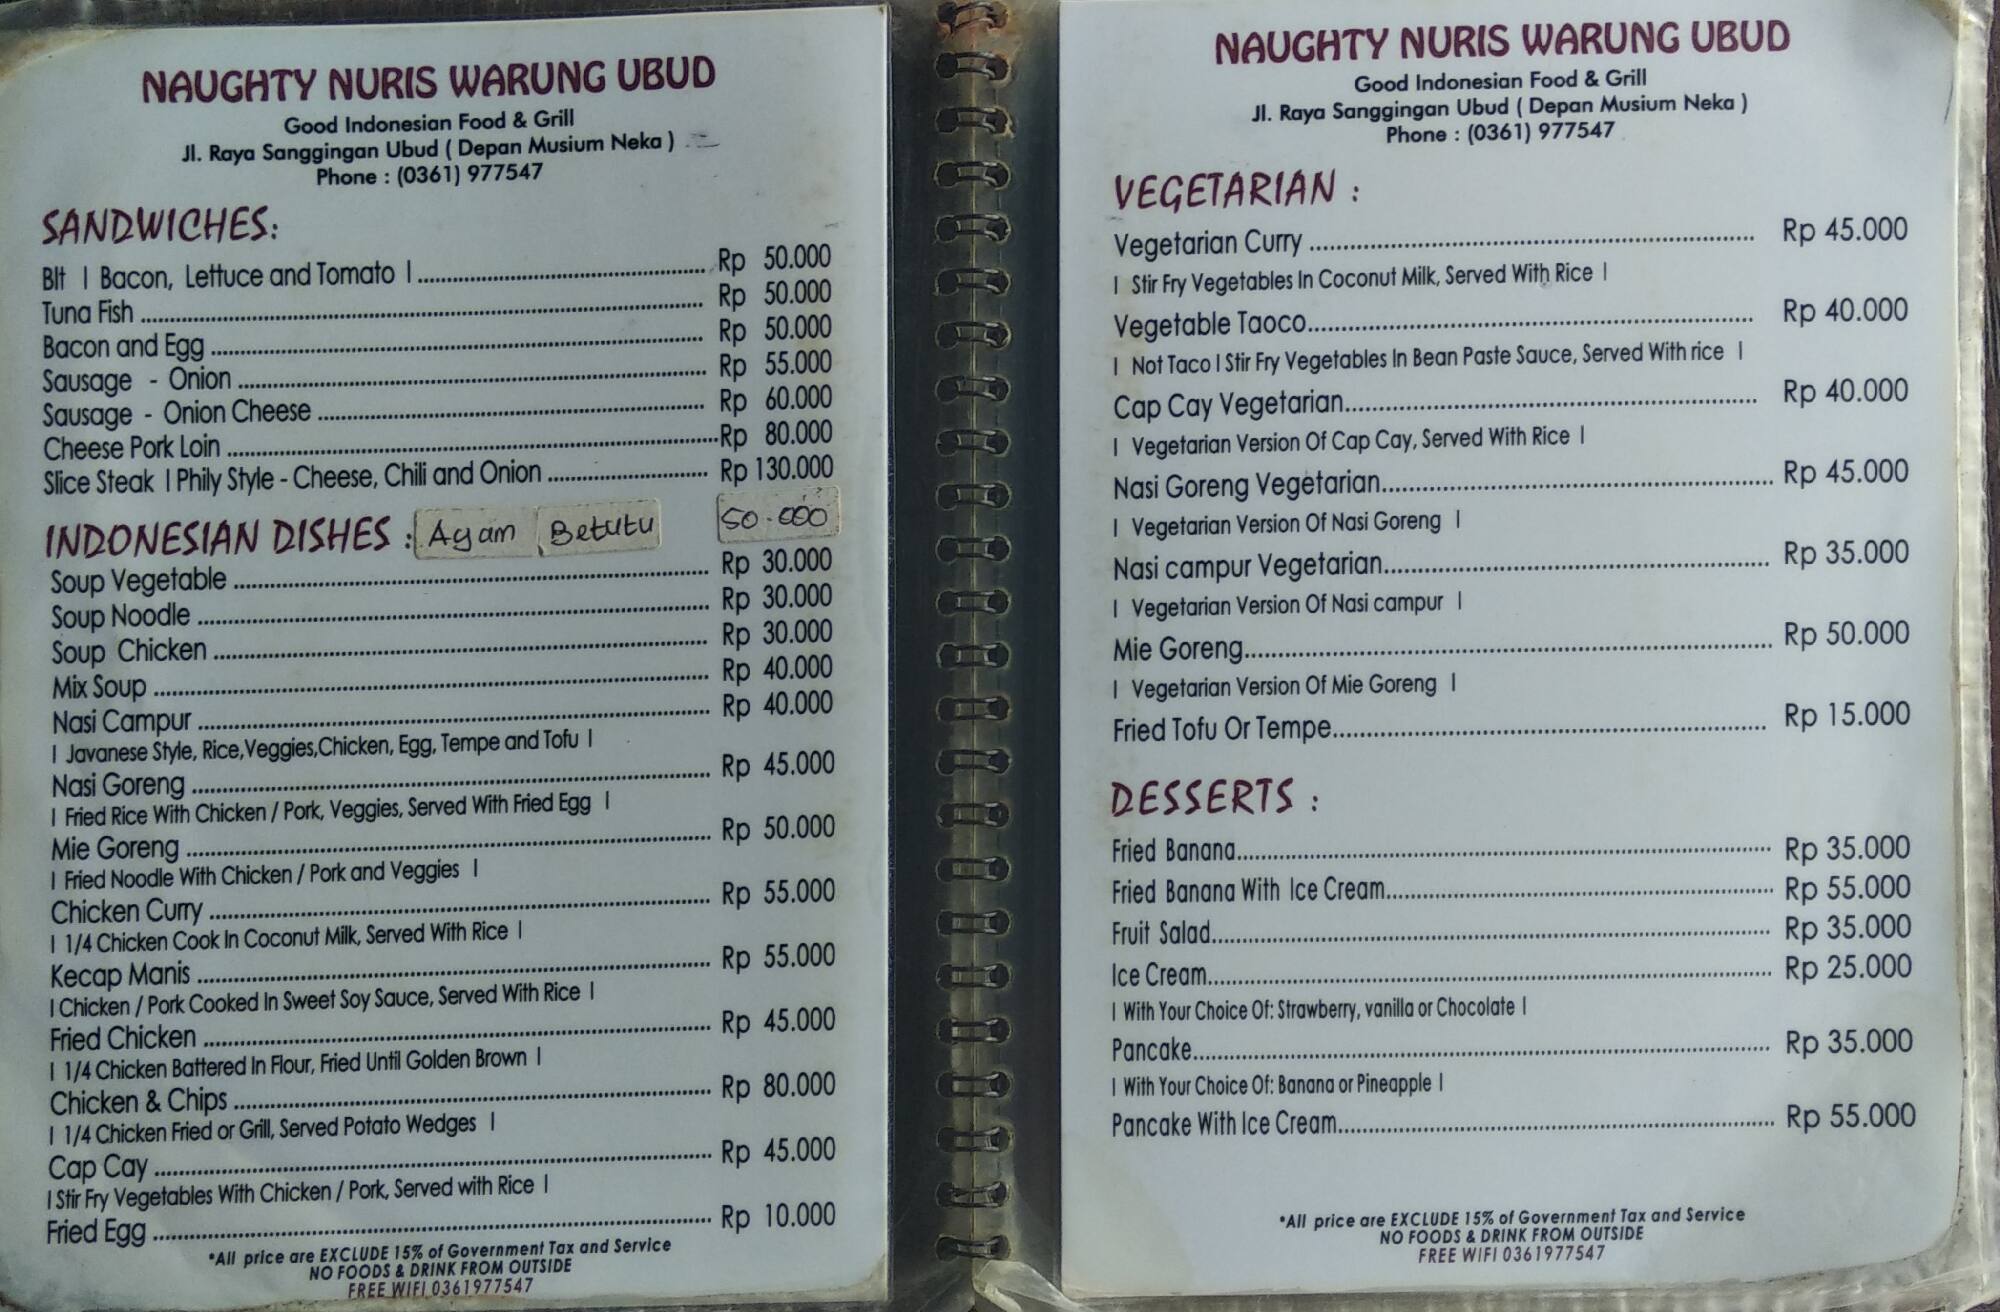 NAUGHTY NURIS WARUNG UBUD
Good Indonesian Food & Grill
Jl. Raya Sanggingan Ubud ( Depan Musium Neka )
Phone : (0361) 977547
SANDWICHES:
Blt | Bacon, Lettuce and Tomato |.......... Rp 50.000
Tuna Fish .......... Rp 50.000
Bacon and Egg .......... Rp 50.000
Sausage - Onion .......... Rp 55.000
Sausage - Onion Cheese .......... Rp 60.000
Cheese Pork Loin .......... Rp 80.000
Slice Steak | Phily Style - Cheese, Chili and Onion .......... Rp 130.000
INDONESIAN DISHES : Ayam Betutu 50.000
Soup Vegetable .......... Rp 30.000
Soup Noodle .......... Rp 30.000
Soup Chicken .......... Rp 30.000
Mix Soup .......... Rp 40.000
Nasi Campur .......... Rp 40.000
| Javanese Style, Rice,Veggies,Chicken, Egg, Tempe and Tofu |
Nasi Goreng .......... Rp 45.000
| Fried Rice With Chicken / Pork, Veggies, Served With Fried Egg |
Mie Goreng .......... Rp 50.000
| Fried Noodle With Chicken / Pork and Veggies |
Chicken Curry .......... Rp 55.000
| 1/4 Chicken Cook In Coconut Milk, Served With Rice |
Kecap Manis .......... Rp 55.000
| Chicken / Pork Cooked In Sweet Soy Sauce, Served With Rice |
Fried Chicken .......... Rp 45.000
| 1/4 Chicken Battered In Flour, Fried Until Golden Brown |
Chicken & Chips .......... Rp 80.000
| 1/4 Chicken Fried or Grill, Served Potato Wedges |
Cap Cay .......... Rp 45.000
| Stir Fry Vegetables With Chicken / Pork, Served with Rice |
Fried Egg .......... Rp 10.000
*All price are EXCLUDE 15% of Government Tax and Service
NO FOODS & DRINK FROM OUTSIDE
FREE WIFI 0361977547
NAUGHTY NURIS WARUNG UBUD
Good Indonesian Food & Grill
Jl. Raya Sanggingan Ubud ( Depan Musium Neka )
Phone : (0361) 977547
VEGETARIAN :
Vegetarian Curry .......... Rp 45.000
| Stir Fry Vegetables In Coconut Milk, Served With Rice |
Vegetable Taoco.......... Rp 40.000
| Not Taco | Stir Fry Vegetables In Bean Paste Sauce, Served With rice |
Cap Cay Vegetarian.......... Rp 40.000
| Vegetarian Version Of Cap Cay, Served With Rice |
Nasi Goreng Vegetarian.......... Rp 45.000
| Vegetarian Version Of Nasi Goreng |
Nasi campur Vegetarian.......... Rp 35.000
| Vegetarian Version Of Nasi campur |
Mie Goreng.......... Rp 50.000
| Vegetarian Version Of Mie Goreng |
Fried Tofu Or Tempe.......... Rp 15.000
DESSERTS :
Fried Banana.......... Rp 35.000
Fried Banana With Ice Cream.......... Rp 55.000
Fruit Salad.......... Rp 35.000
Ice Cream.......... Rp 25.000
| With Your Choice Of: Strawberry, vanilla or Chocolate |
Pancake.......... Rp 35.000
| With Your Choice Of: Banana or Pineapple |
Pancake With Ice Cream.......... Rp 55.000
*All price are EXCLUDE 15% of Government Tax and Service
NO FOODS & DRINK FROM OUTSIDE
FREE WIFI 0361977547